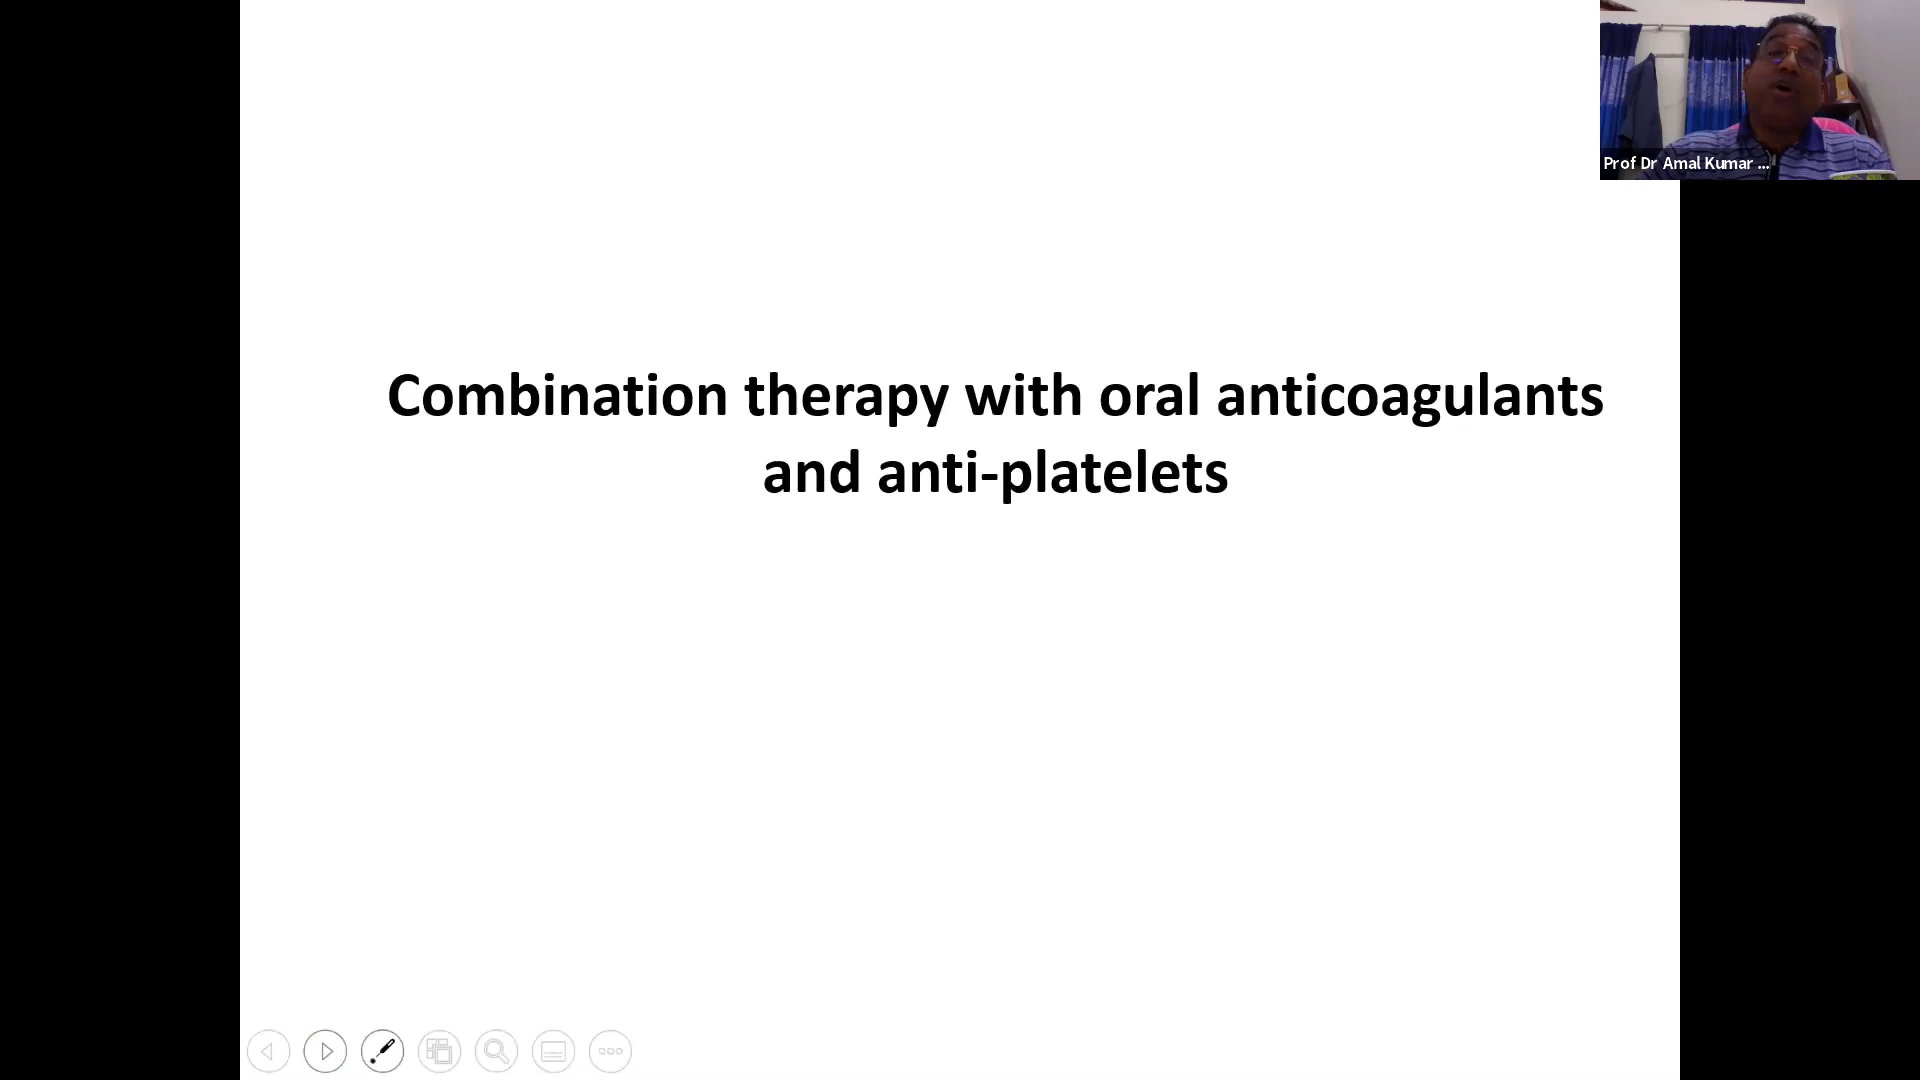 Prof Dr Amal Kumar ...
Combination therapy with oral anticoagulants
and anti-platelets